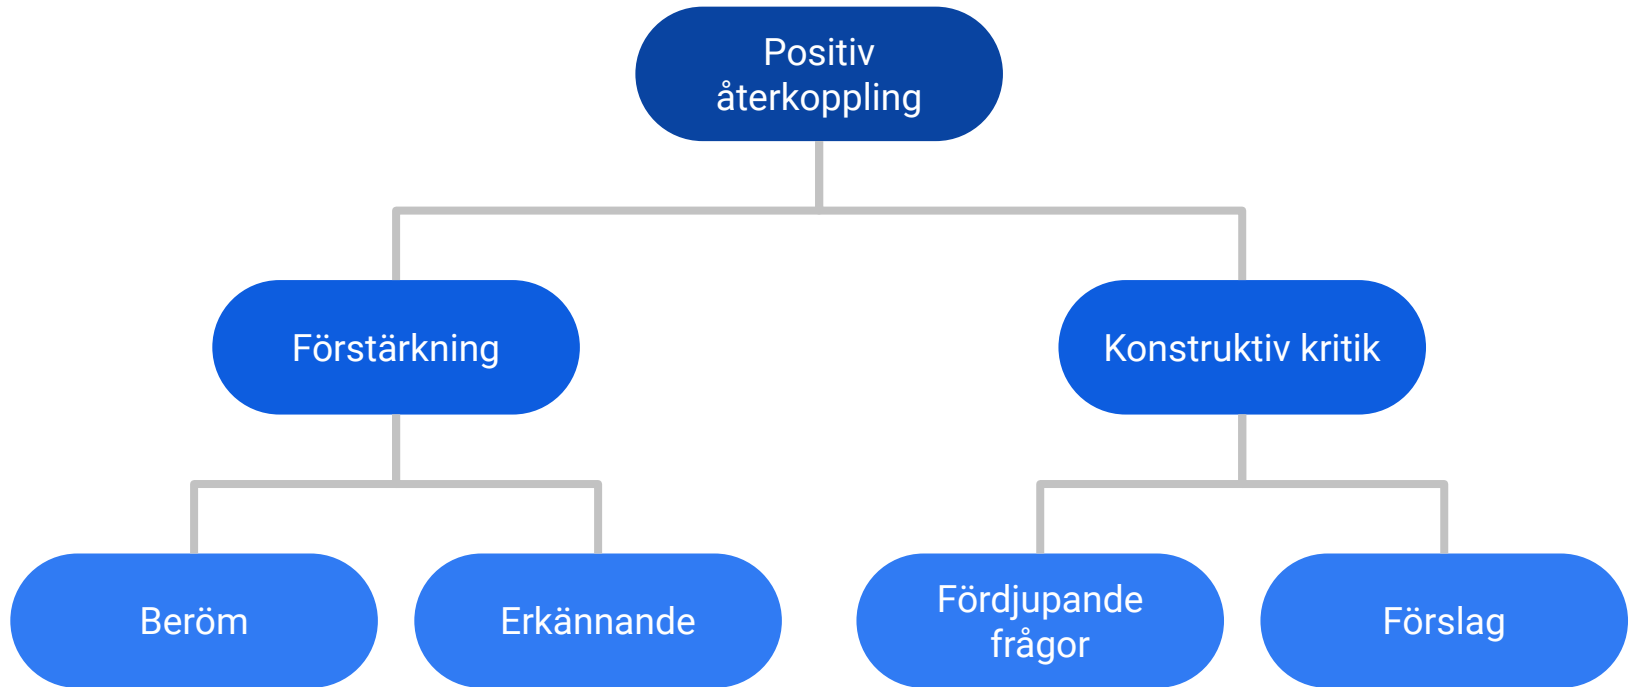 Positiv
återkoppling
Förstärkning
Konstruktiv kritik
Beröm
Erkännande
Fördjupande
frågor
Förslag